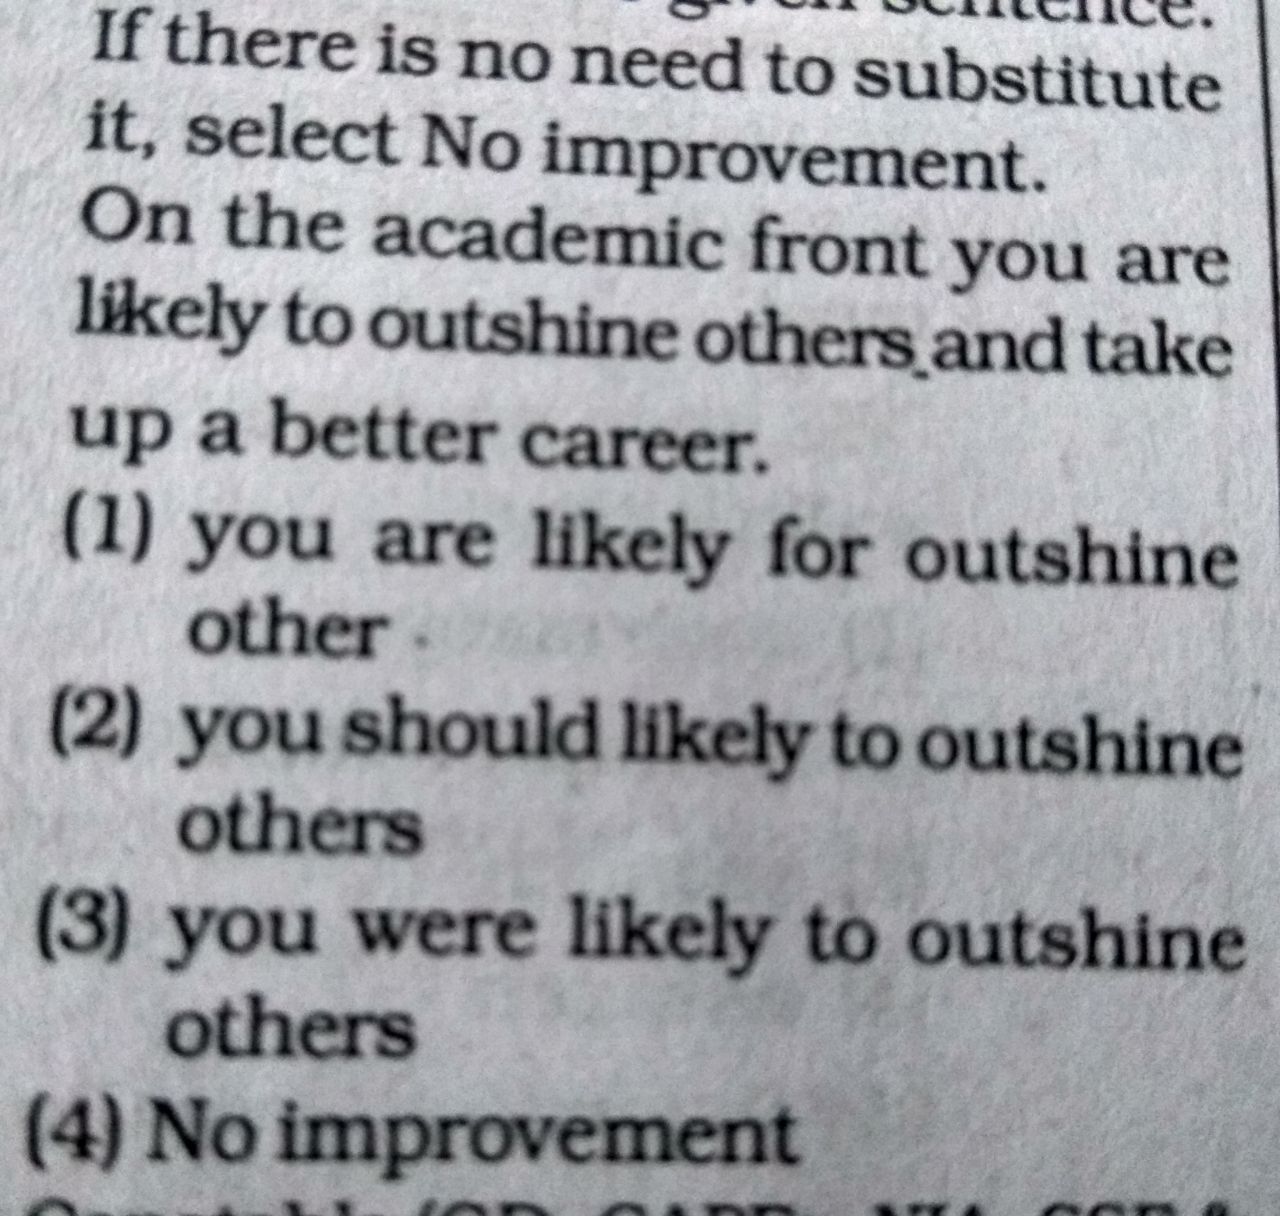 given sentence.
If there is no need to substitute
it, select No improvement.
On the academic front you are
likely to outshine others and take
up a better career.
(1) you are likely for outshine
other
(2) you should likely to outshine
others
(3) you were likely to outshine
others
(4) No improvement